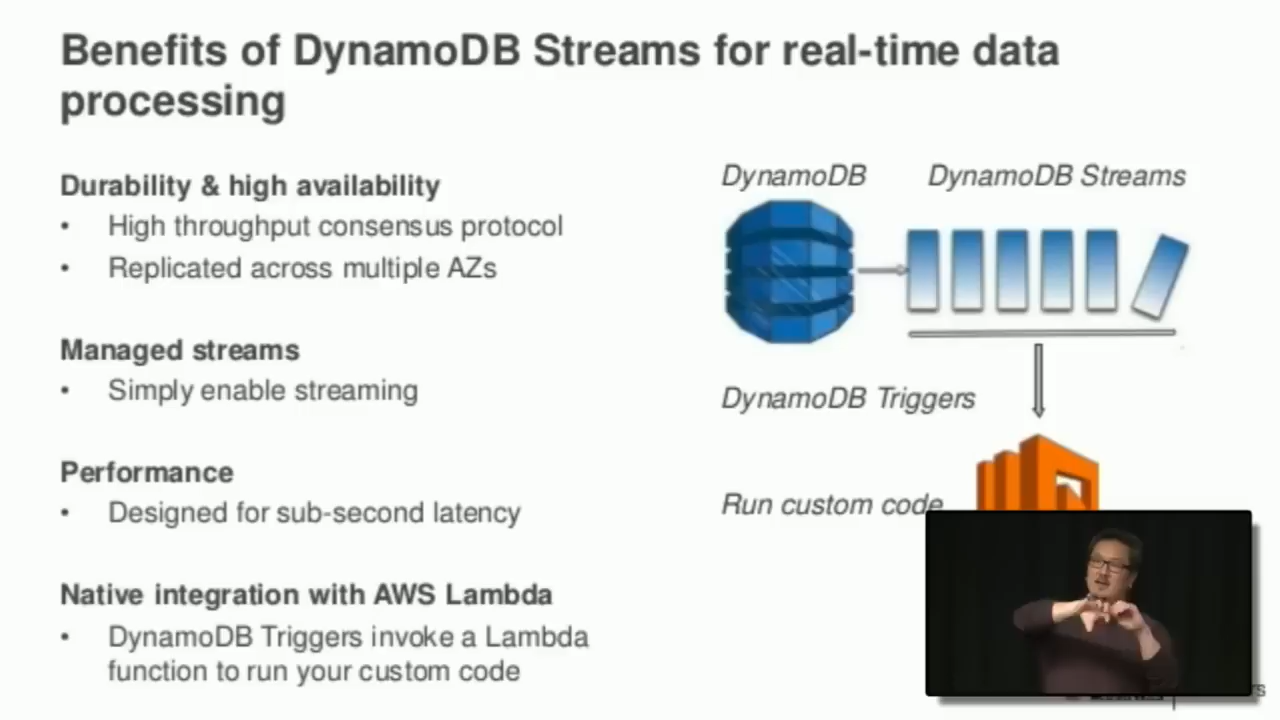 Benefits of DynamoDB Streams for real-time data
processing
Durability & high availability
• High throughput consensus protocol
• Replicated across multiple AZs
Managed streams
• Simply enable streaming
Performance
• Designed for sub-second latency
Native integration with AWS Lambda
• DynamoDB Triggers invoke a Lambda
function to run your custom code
DynamoDB
DynamoDB Streams
DynamoDB Triggers
Run custom code